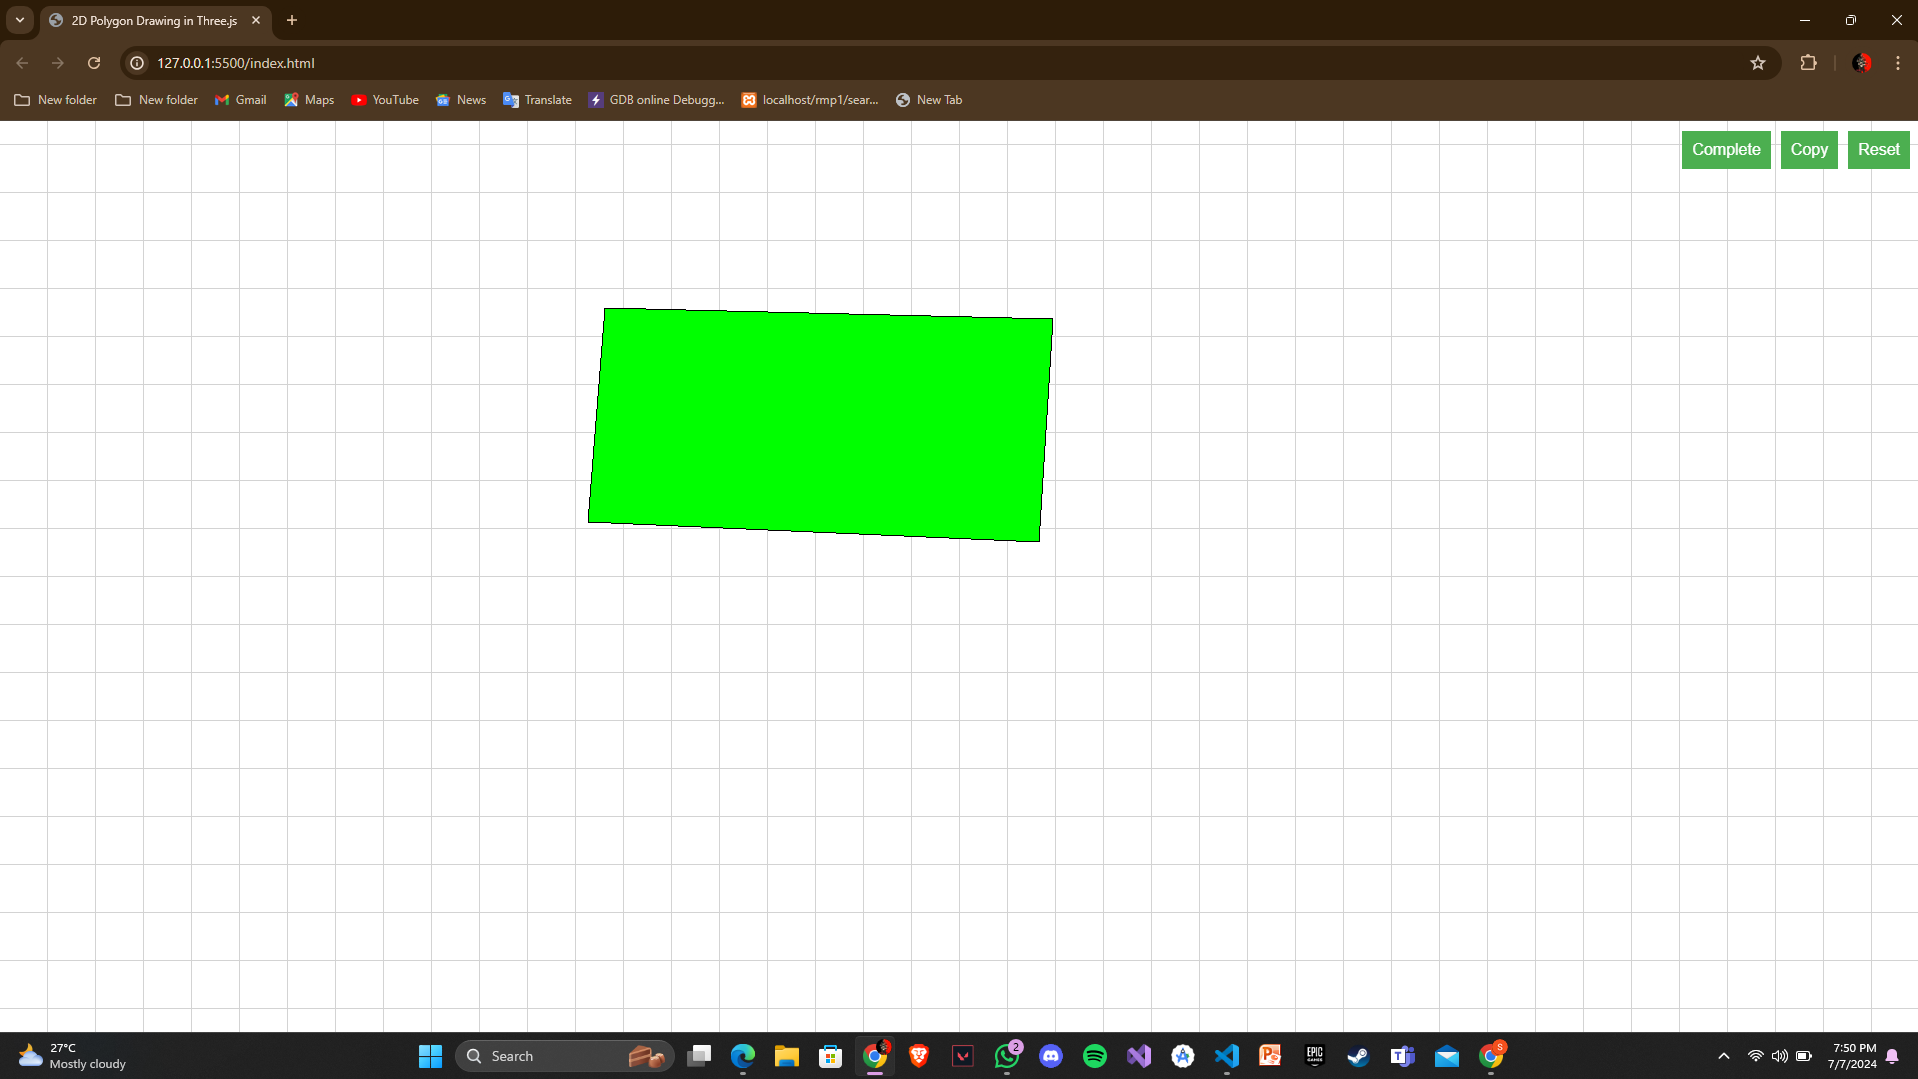 2D Polygon Drawing in Three.js
127.0.0.1:5500/index.html
New folder New folder Gmail Maps YouTube News Translate GDB online Debugg... localhost/rmp1/sear... New Tab
Complete Copy Reset
27°C
Mostly cloudy
Search
2
EPIC
GAMES
S
7:50 PM
7/7/2024